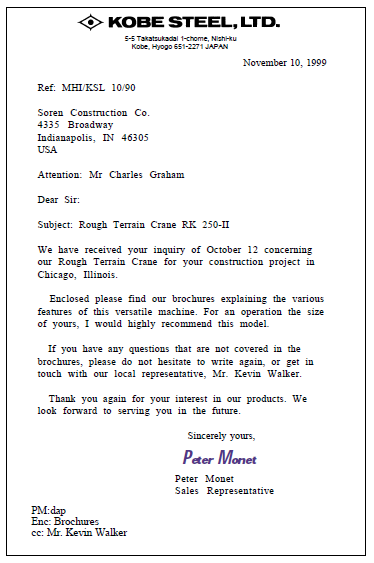 KOBE STEEL, LTD.
5-5 Takatsukadai 1-chome, Nishi-ku
Kobe, Hyogo 651-2271 JAPAN
November 10, 1999
Ref: MHI/KSL 10/90
Soren Construction Co.
4335 Broadway
Indianapolis, IN 46305
USA
Attention: Mr Charles Graham
Dear Sir:
Subject: Rough Terrain Crane RK 250-II
We have received your inquiry of October 12 concerning
our Rough Terrain Crane for your construction project in
Chicago, Illinois.
Enclosed please find our brochures explaining the various
features of this versatile machine. For an operation the size
of yours, I would highly recommend this model.
If you have any questions that are not covered in the
brochures, please do not hesitate to write again, or get in
touch with our local representative, Mr. Kevin Walker.
Thank you again for your interest in our products. We
look forward to serving you in the future.
Sincerely yours,
Peter Monet
Peter Monet
Sales Representative
PM:dap
Enc: Brochures
cc: Mr. Kevin Walker